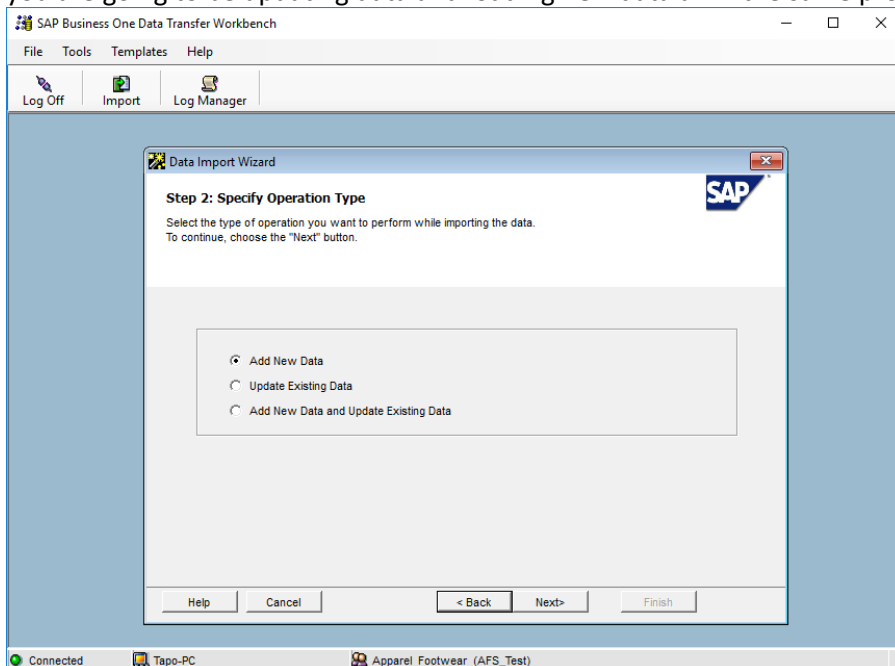 SAP Business One Data Transfer Workbench
File Tools Templates Help
Log Off Import Log Manager
Data Import Wizard
Step 2: Specify Operation Type
SAP
Select the type of operation you want to perform while importing the data.
To continue, choose the "Next" button.
Add New Data
Update Existing Data
Add New Data and Update Existing Data
Help Cancel < Back Next> Finish
Connected Tapo-PC Apparel Footwear (AFS_Test)